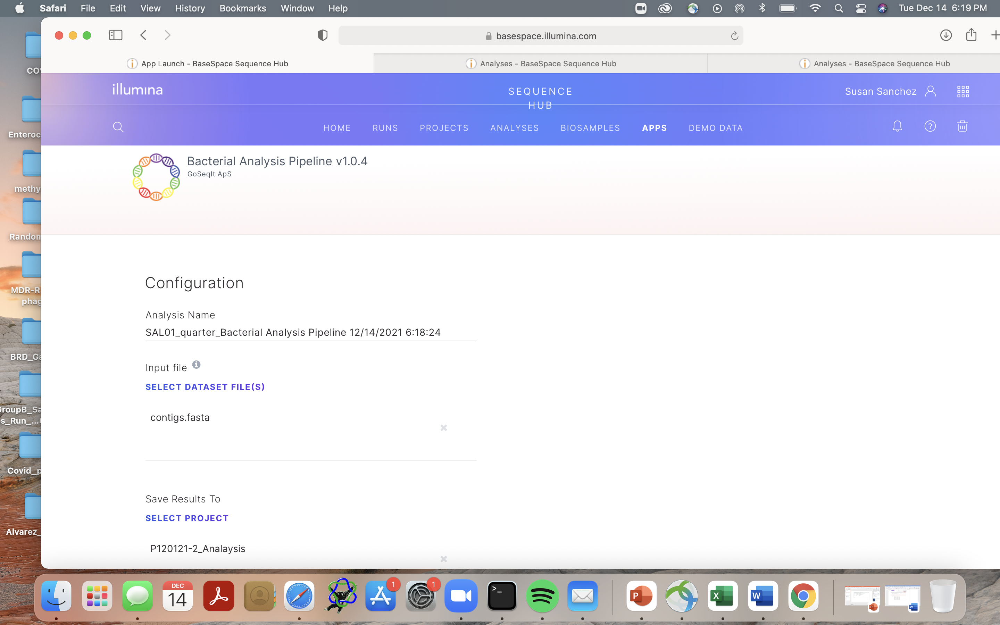 Safari File Edit View History Bookmarks Window Help Tue Dec 14 6:19 PM
basespace.illumina.com
App Launch - BaseSpace Sequence Hub
Analyses - BaseSpace Sequence Hub
Analyses - BaseSpace Sequence Hub
illumina
SEQUENCE
HUB
Susan Sanchez
HOME RUNS PROJECTS ANALYSES BIOSAMPLES APPS DEMO DATA
Bacterial Analysis Pipeline v1.0.4
GoSeqIt ApS
Configuration
Analysis Name
SAL01_quarter_Bacterial Analysis Pipeline 12/14/2021 6:18:24
Input file
SELECT DATASET FILE(S)
contigs.fasta
Save Results To
SELECT PROJECT
P120121-2_Analaysis
Enteroc
methy
Random
MDR-R
phag
BRD_Ga
GroupB_Sa
s_Run_...
Covid_p
Alvarez_
DEC
14
1
1
P
X
W